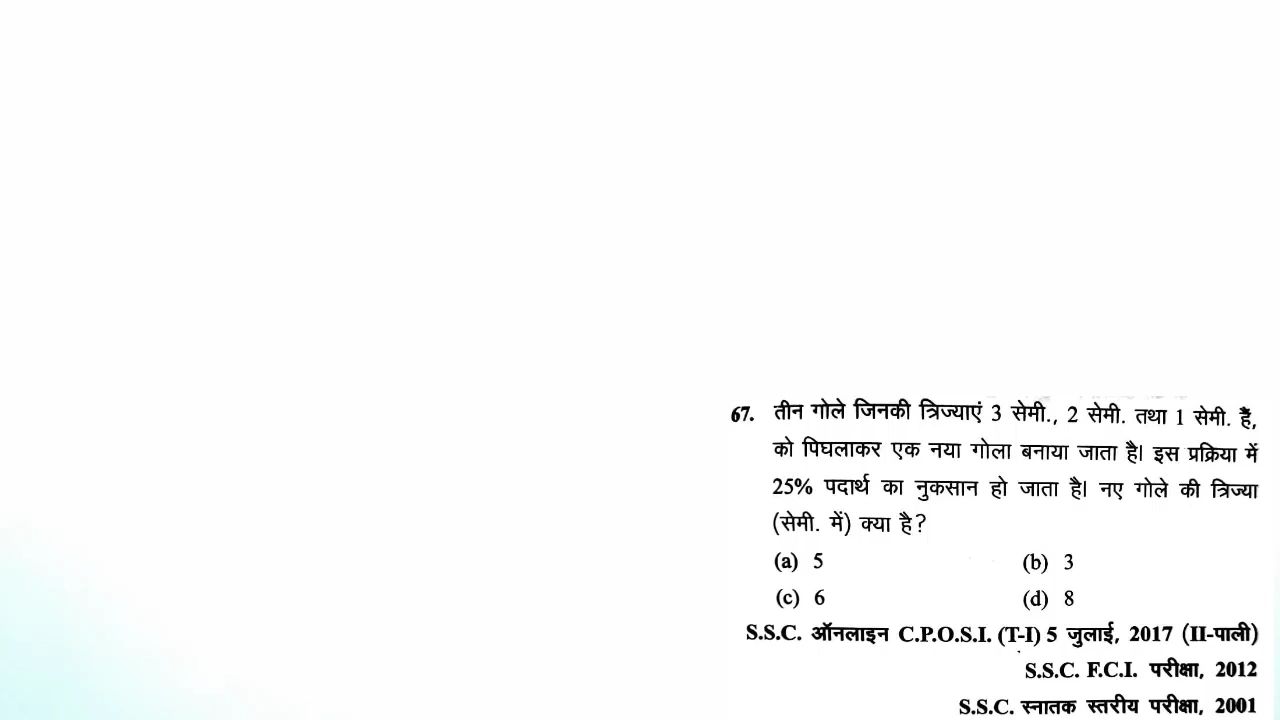 67. तीन गोले जिनकी त्रिज्याएं 3 सेमी., 2 सेमी. तथा 1 सेमी. हैं,
को पिघलाकर एक नया गोला बनाया जाता है। इस प्रक्रिया में
25% पदार्थ का नुकसान हो जाता है। नए गोले की त्रिज्या
(सेमी. में) क्या है?
(a) 5 (b) 3
(c) 6 (d) 8
S.S.C. ऑनलाइन C.P.O.S.I. (T-I) 5 जुलाई, 2017 (II-पाली)
S.S.C. F.C.I. परीक्षा, 2012
S.S.C. स्नातक स्तरीय परीक्षा, 2001